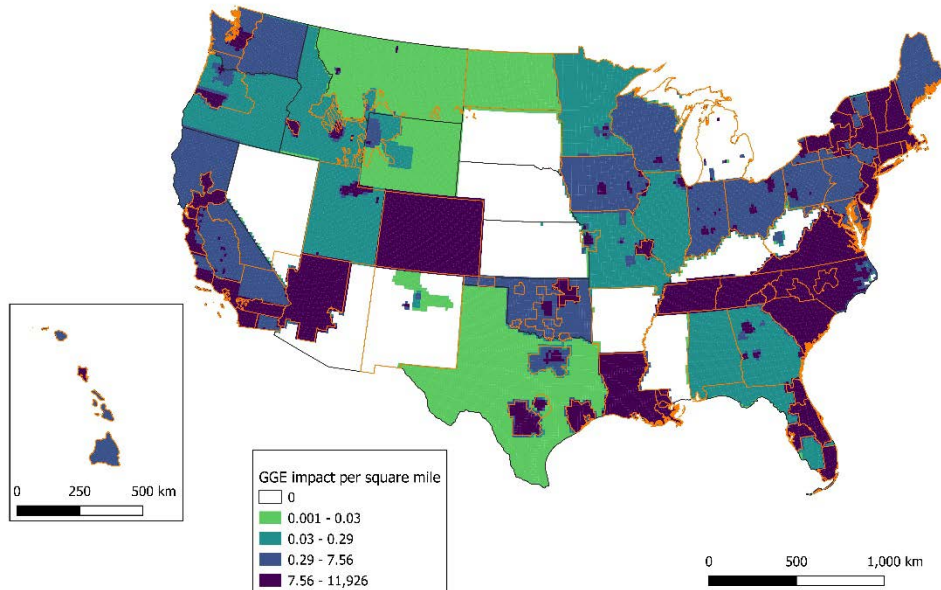 0 250 500 km
GGE impact per square mile
0
0.001 - 0.03
0.03 - 0.29
0.29 - 7.56
7.56 - 11,926
0 500 1,000 km